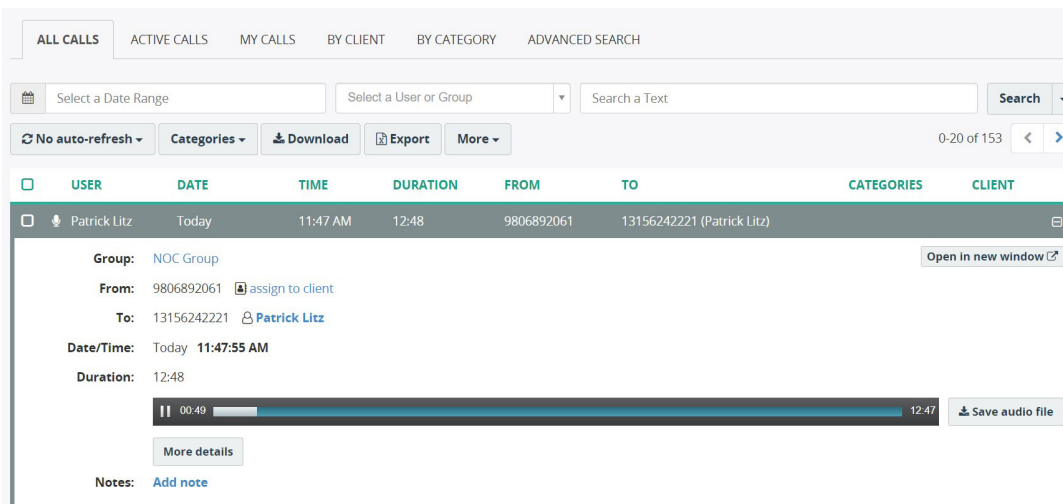 ALL CALLS ACTIVE CALLS MY CALLS BY CLIENT BY CATEGORY ADVANCED SEARCH
Select a Date Range Select a User or Group Search a Text Search
No auto-refresh Categories Download Export More 0-20 of 153
USER DATE TIME DURATION FROM TO CATEGORIES CLIENT
Patrick Litz Today 11:47 AM 12:48 9806892061 13156242221 (Patrick Litz)
Group: NOC Group Open in new window
From: 9806892061 assign to client
To: 13156242221 Patrick Litz
Date/Time: Today 11:47:55 AM
Duration: 12:48
00:49 12:47 Save audio file
More details
Notes: Add note